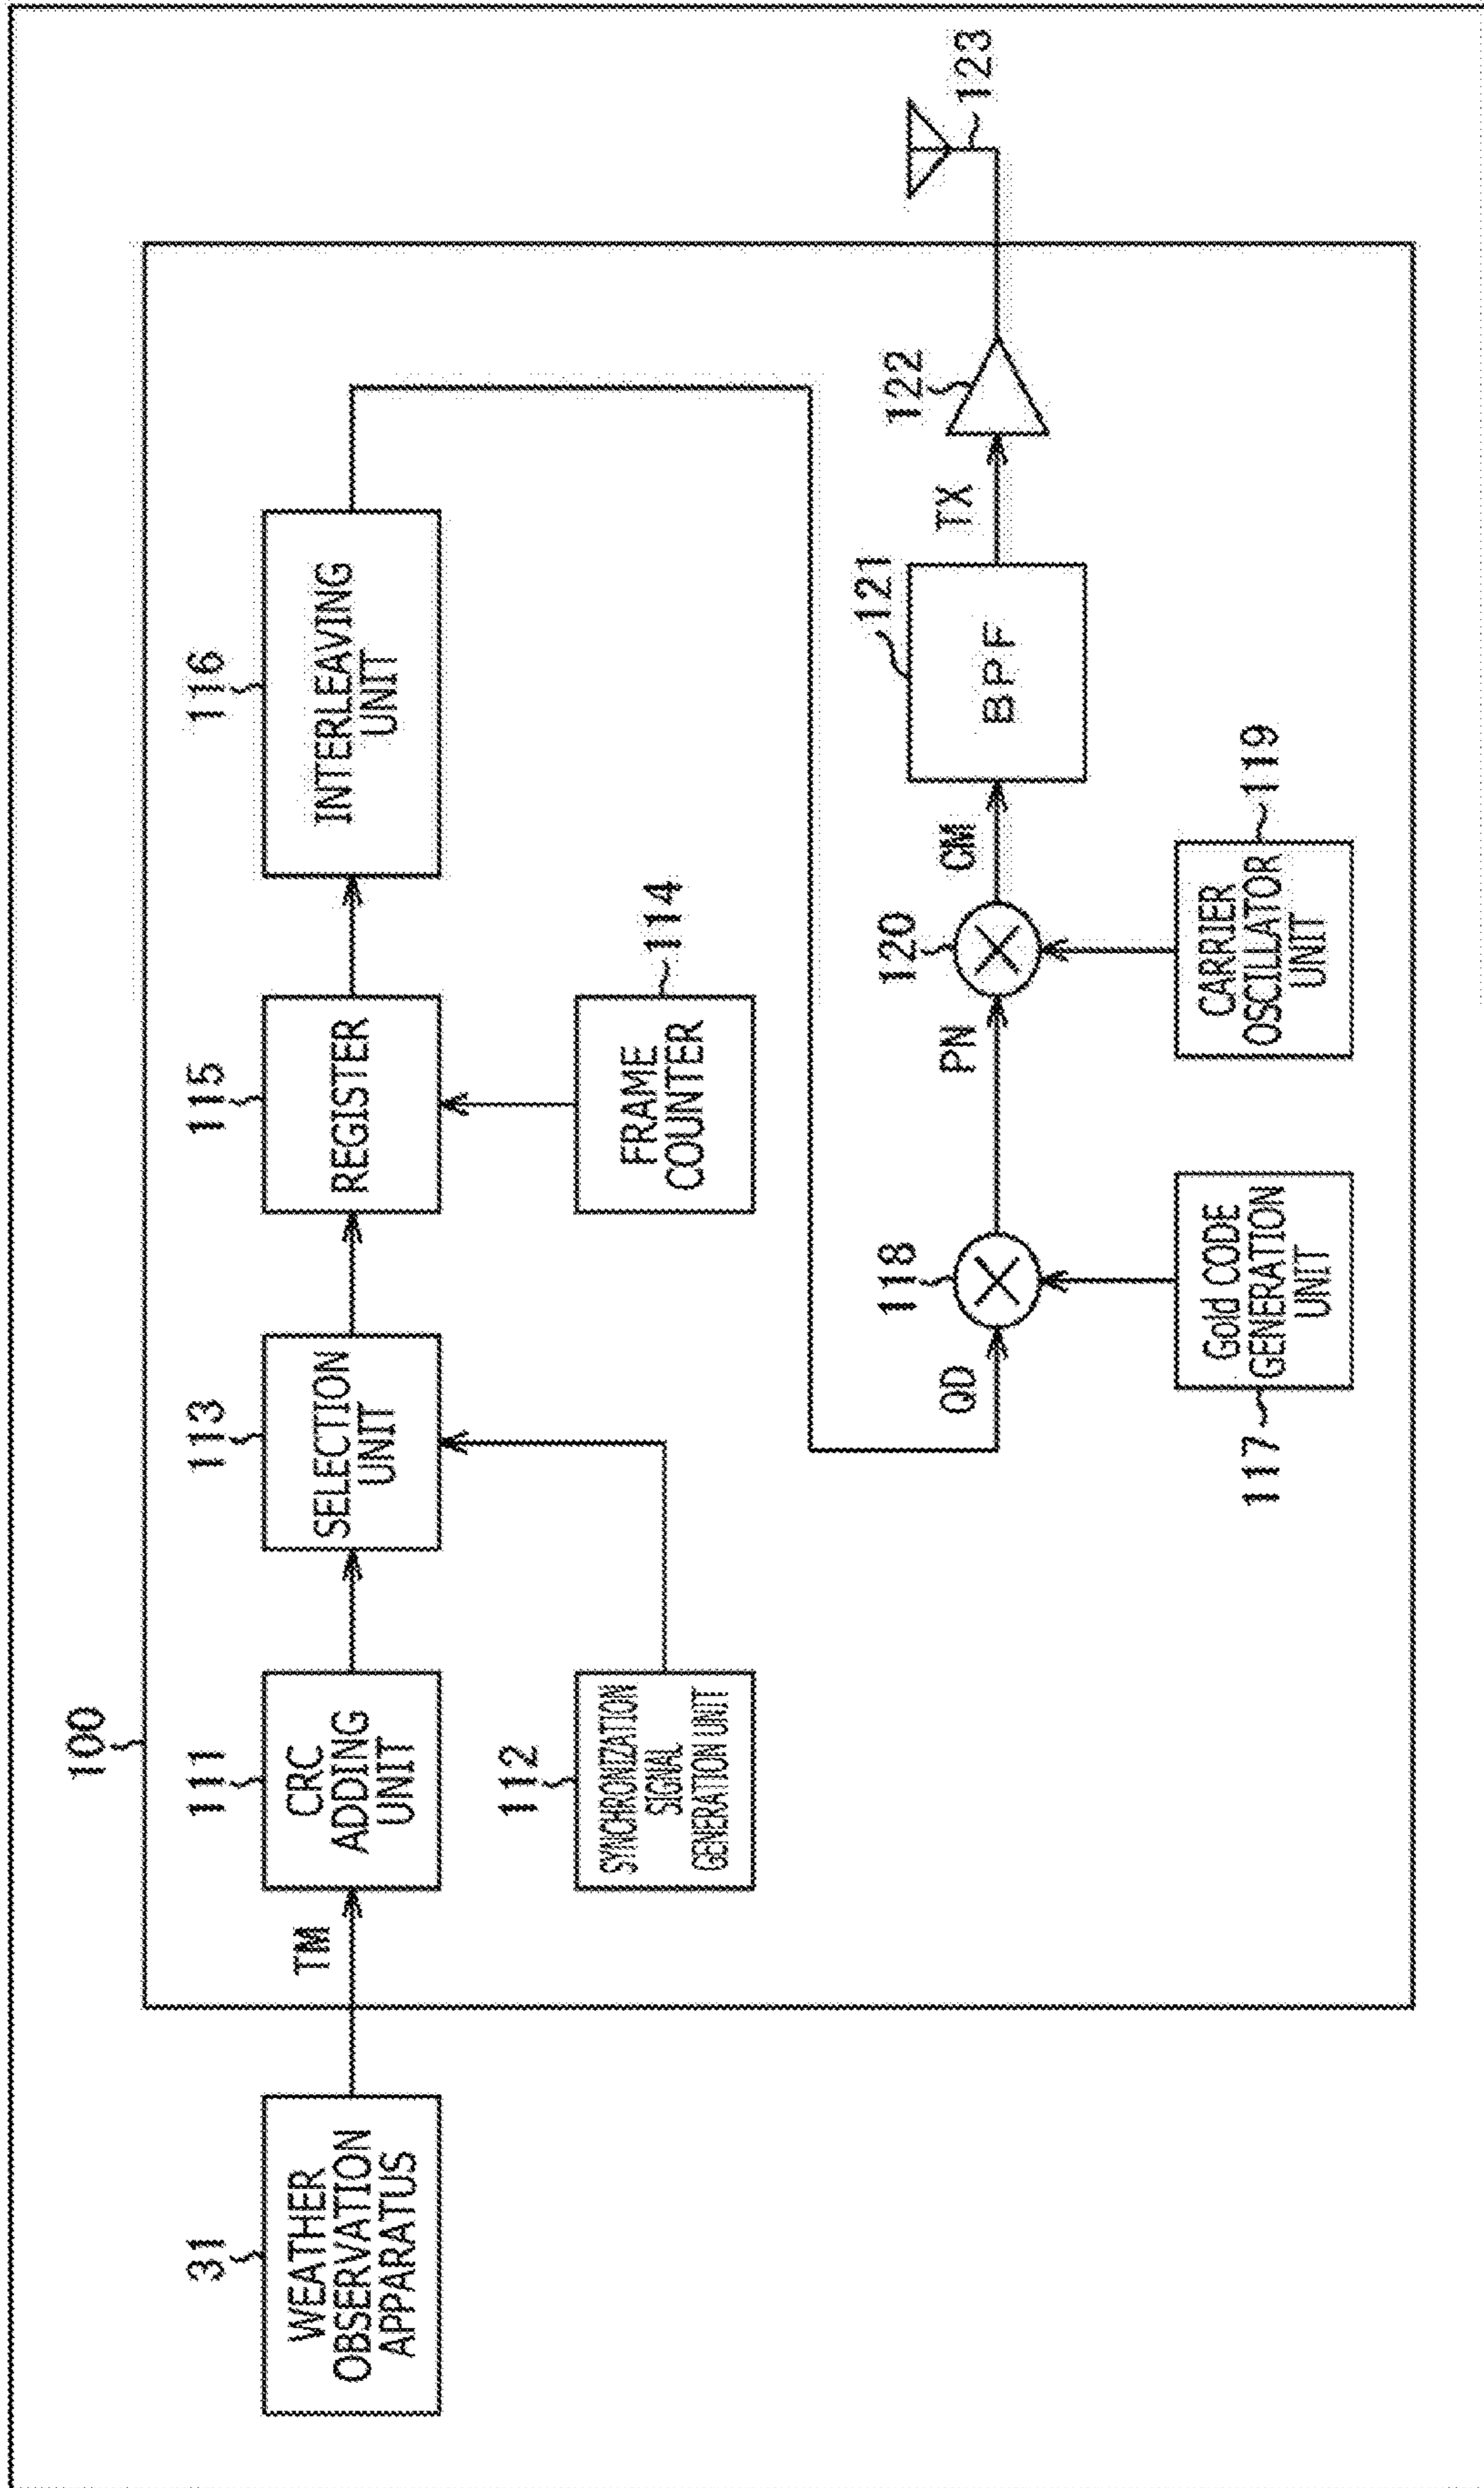 100
31
WEATHER
OBSERVATION
APPARATUS
TM
111
CRC
ADDING
UNIT
112
SYNCHRONIZATION
SIGNAL
GENERATION UNIT
113
SELECTION
UNIT
115
REGISTER
114
FRAME
COUNTER
116
INTERLEAVING
UNIT
QD
118
117
Gold CODE
GENERATION
UNIT
PN
120
119
CARRIER
OSCILLATOR
UNIT
CM
121
BPF
TX
122
123